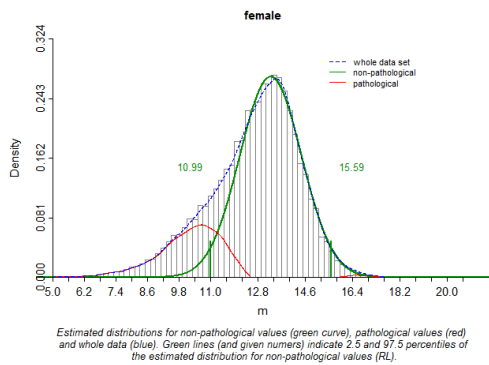 female
0.324
0.243
0.162
0.081
0.000
Density
whole data set
non-pathological
pathological
10.99
15.59
5.0 6.2 7.4 8.6 9.8 11.0 12.8 14.6 16.4 18.2 20.0
m
Estimated distributions for non-pathological values (green curve), pathological values (red)
and whole data (blue). Green lines (and given numers) indicate 2.5 and 97.5 percentiles of
the estimated distribution for non-pathological values (RL).